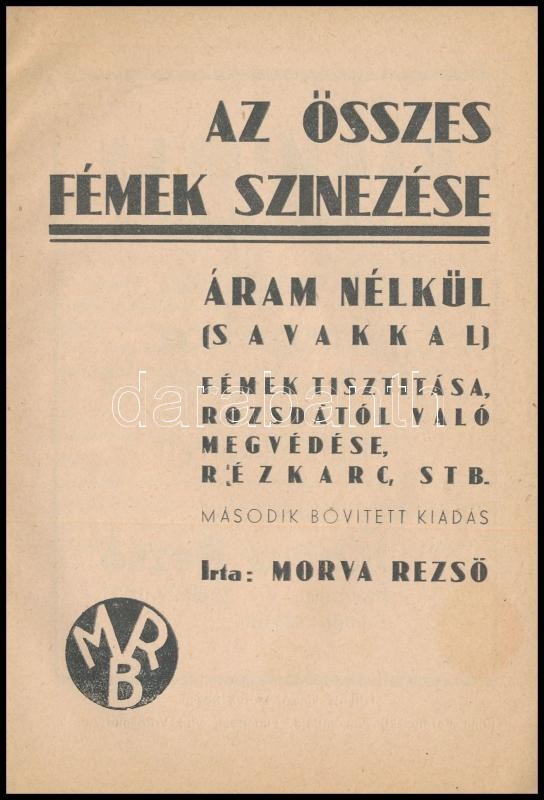 AZ ÖSSZES
FÉMEK SZINEZÉSE
ÁRAM NÉLKÜL
(SAVAKKAL)
FÉMEK TISZTITÁSA,
ROZSDÁTÓL VALÓ
MEGVÉDÉSE,
RÉZKARC, STB.
MÁSODIK BŐVITETT KIADÁS
Irta: MORVA REZSŐ
MRB
darabanth